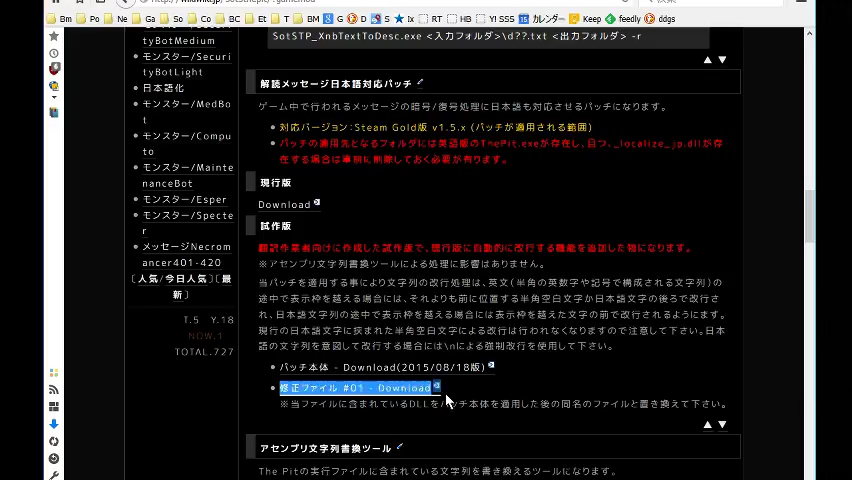 Bm Po Ne Ga So Ca BC Et T BM G D Ix RT HB Y! SSS カレンダー Keep feedly ddgs
SotSTP_XnbTextToDesc.exe <入力フォルダ>\d??.txt <出力フォルダ> -r
tyBotMedium
モンスター/Securi
tyBotLight
日本語化
モンスター/MedBo
t
モンスター/Compu
to
モンスター/Mainte
nanceBot
モンスター/Esper
モンスター/Specte
r
メッセージNecrom
ancer401-420
[人気/今日人気][最
新]
T.5 Y.18
NOW.1
TOTAL.727
▲ ▼
解読メッセージ日本語対応パッチ
ゲーム中で行われるメッセージの暗号/復号処理に日本語も対応させるパッチになります。
対応バージョン:Steam Gold版 v1.5.x (パッチが適用される範囲)
パッチの適用先となるフォルダには英語版のThePit.exeが存在し、且つ、_localize_jp.dllが存
在する場合は事前に削除しておく必要が有ります。
現行版
Download
試作版
翻訳作業者向けに作成した試作版で、現行版に自動的に改行する機能を追加した物になります。
※アセンブリ文字列書換ツールによる処理に影響はありません。
当パッチを適用する事により文字列の改行処理は、英文(半角の英数字や記号で構成される文字列)の
途中で表示枠を越える場合には、それよりも前に位置する半角空白文字か日本語文字の後ろで改行さ
れ、日本語文字列の途中で表示枠を越える場合には表示枠を越えた文字の前で改行されるようにます。
現行の日本語文字に挟まれた半角空白文字による改行は行われなくなりますので注意して下さい。日本
語の文字列を意図して改行する場合には\nによる強制改行を使用して下さい。
パッチ本体 - Download(2015/08/18版)
修正ファイル #01 - Download
※当ファイルに含まれているDLLをパッチ本体を適用した後の同名のファイルと置き換えて下さい。
▲ ▼
アセンブリ文字列書換ツール
The Pitの実行ファイルに含まれている文字列を書き換えるツールになります。